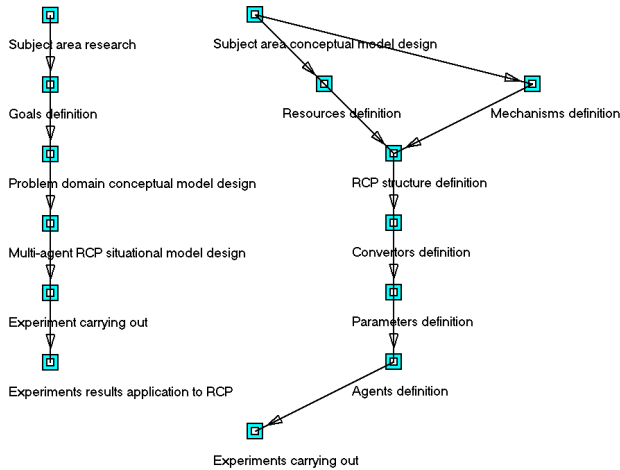 Subject area research
Goals definition
Problem domain conceptual model design
Multi-agent RCP situational model design
Experiment carrying out
Experiments results application to RCP
Subject area conceptual model design
Resources definition
Mechanisms definition
RCP structure definition
Convertors definition
Parameters definition
Agents definition
Experiments carrying out